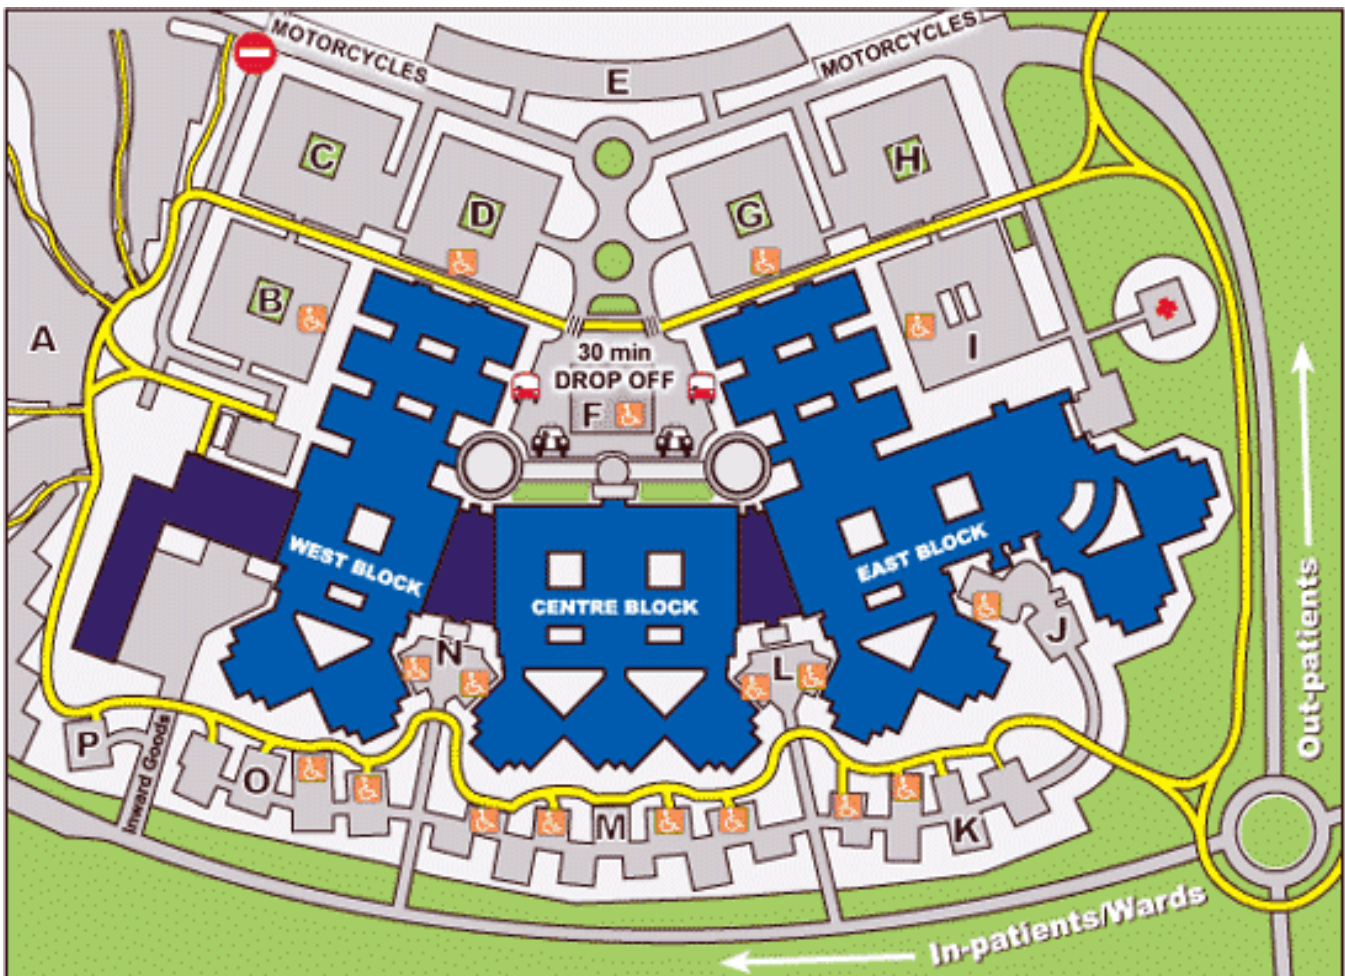 MOTORCYCLES
MOTORCYCLES
E
C
H
D
G
B
A
I
30 min
DROP OFF
F
WEST BLOCK
EAST BLOCK
CENTRE BLOCK
N
L
J
Out-patients
P
Inward Goods
O
M
K
In-patients/Wards